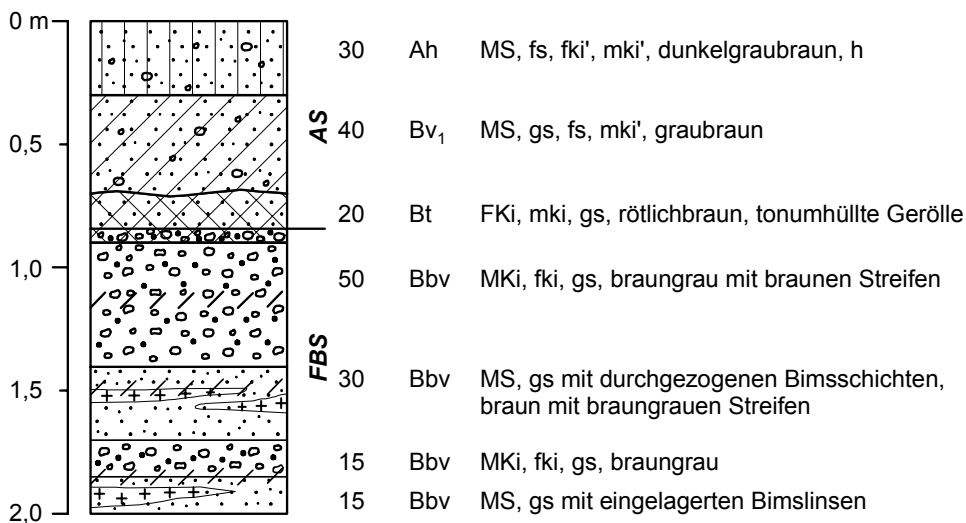 0 m
30 Ah MS, fs, fki', mki', dunkelgraubraun, h
0,5
AS
40 Bv₁ MS, gs, fs, mki', graubraun
20 Bt FKi, mki, gs, rötlichbraun, tonumhüllte Gerölle
1,0
50 Bbv MKi, fki, gs, braungrau mit braunen Streifen
FBS
1,5
30 Bbv MS, gs mit durchgezogenen Bimsschichten,
braun mit braungrauen Streifen
15 Bbv MKi, fki, gs, braungrau
15 Bbv MS, gs mit eingelagerten Bimslinsen
2,0